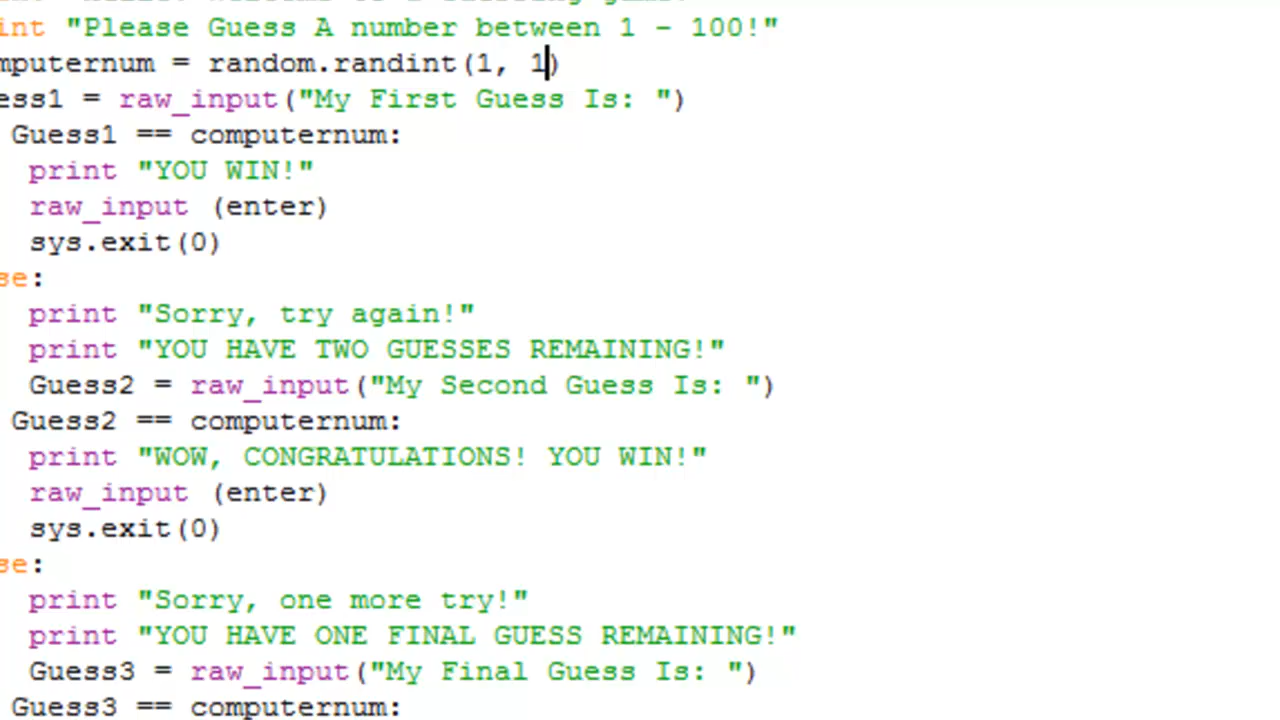 int "Please Guess A number between 1 - 100!"
mputernum = random.randint(1, 1)
ess1 = raw_input("My First Guess Is: ")
Guess1 == computernum:
print "YOU WIN!"
raw_input (enter)
sys.exit(0)
se:
print "Sorry, try again!"
print "YOU HAVE TWO GUESSES REMAINING!"
Guess2 = raw_input("My Second Guess Is: ")
Guess2 == computernum:
print "WOW, CONGRATULATIONS! YOU WIN!"
raw_input (enter)
sys.exit(0)
se:
print "Sorry, one more try!"
print "YOU HAVE ONE FINAL GUESS REMAINING!"
Guess3 = raw_input("My Final Guess Is: ")
Guess3 == computernum: